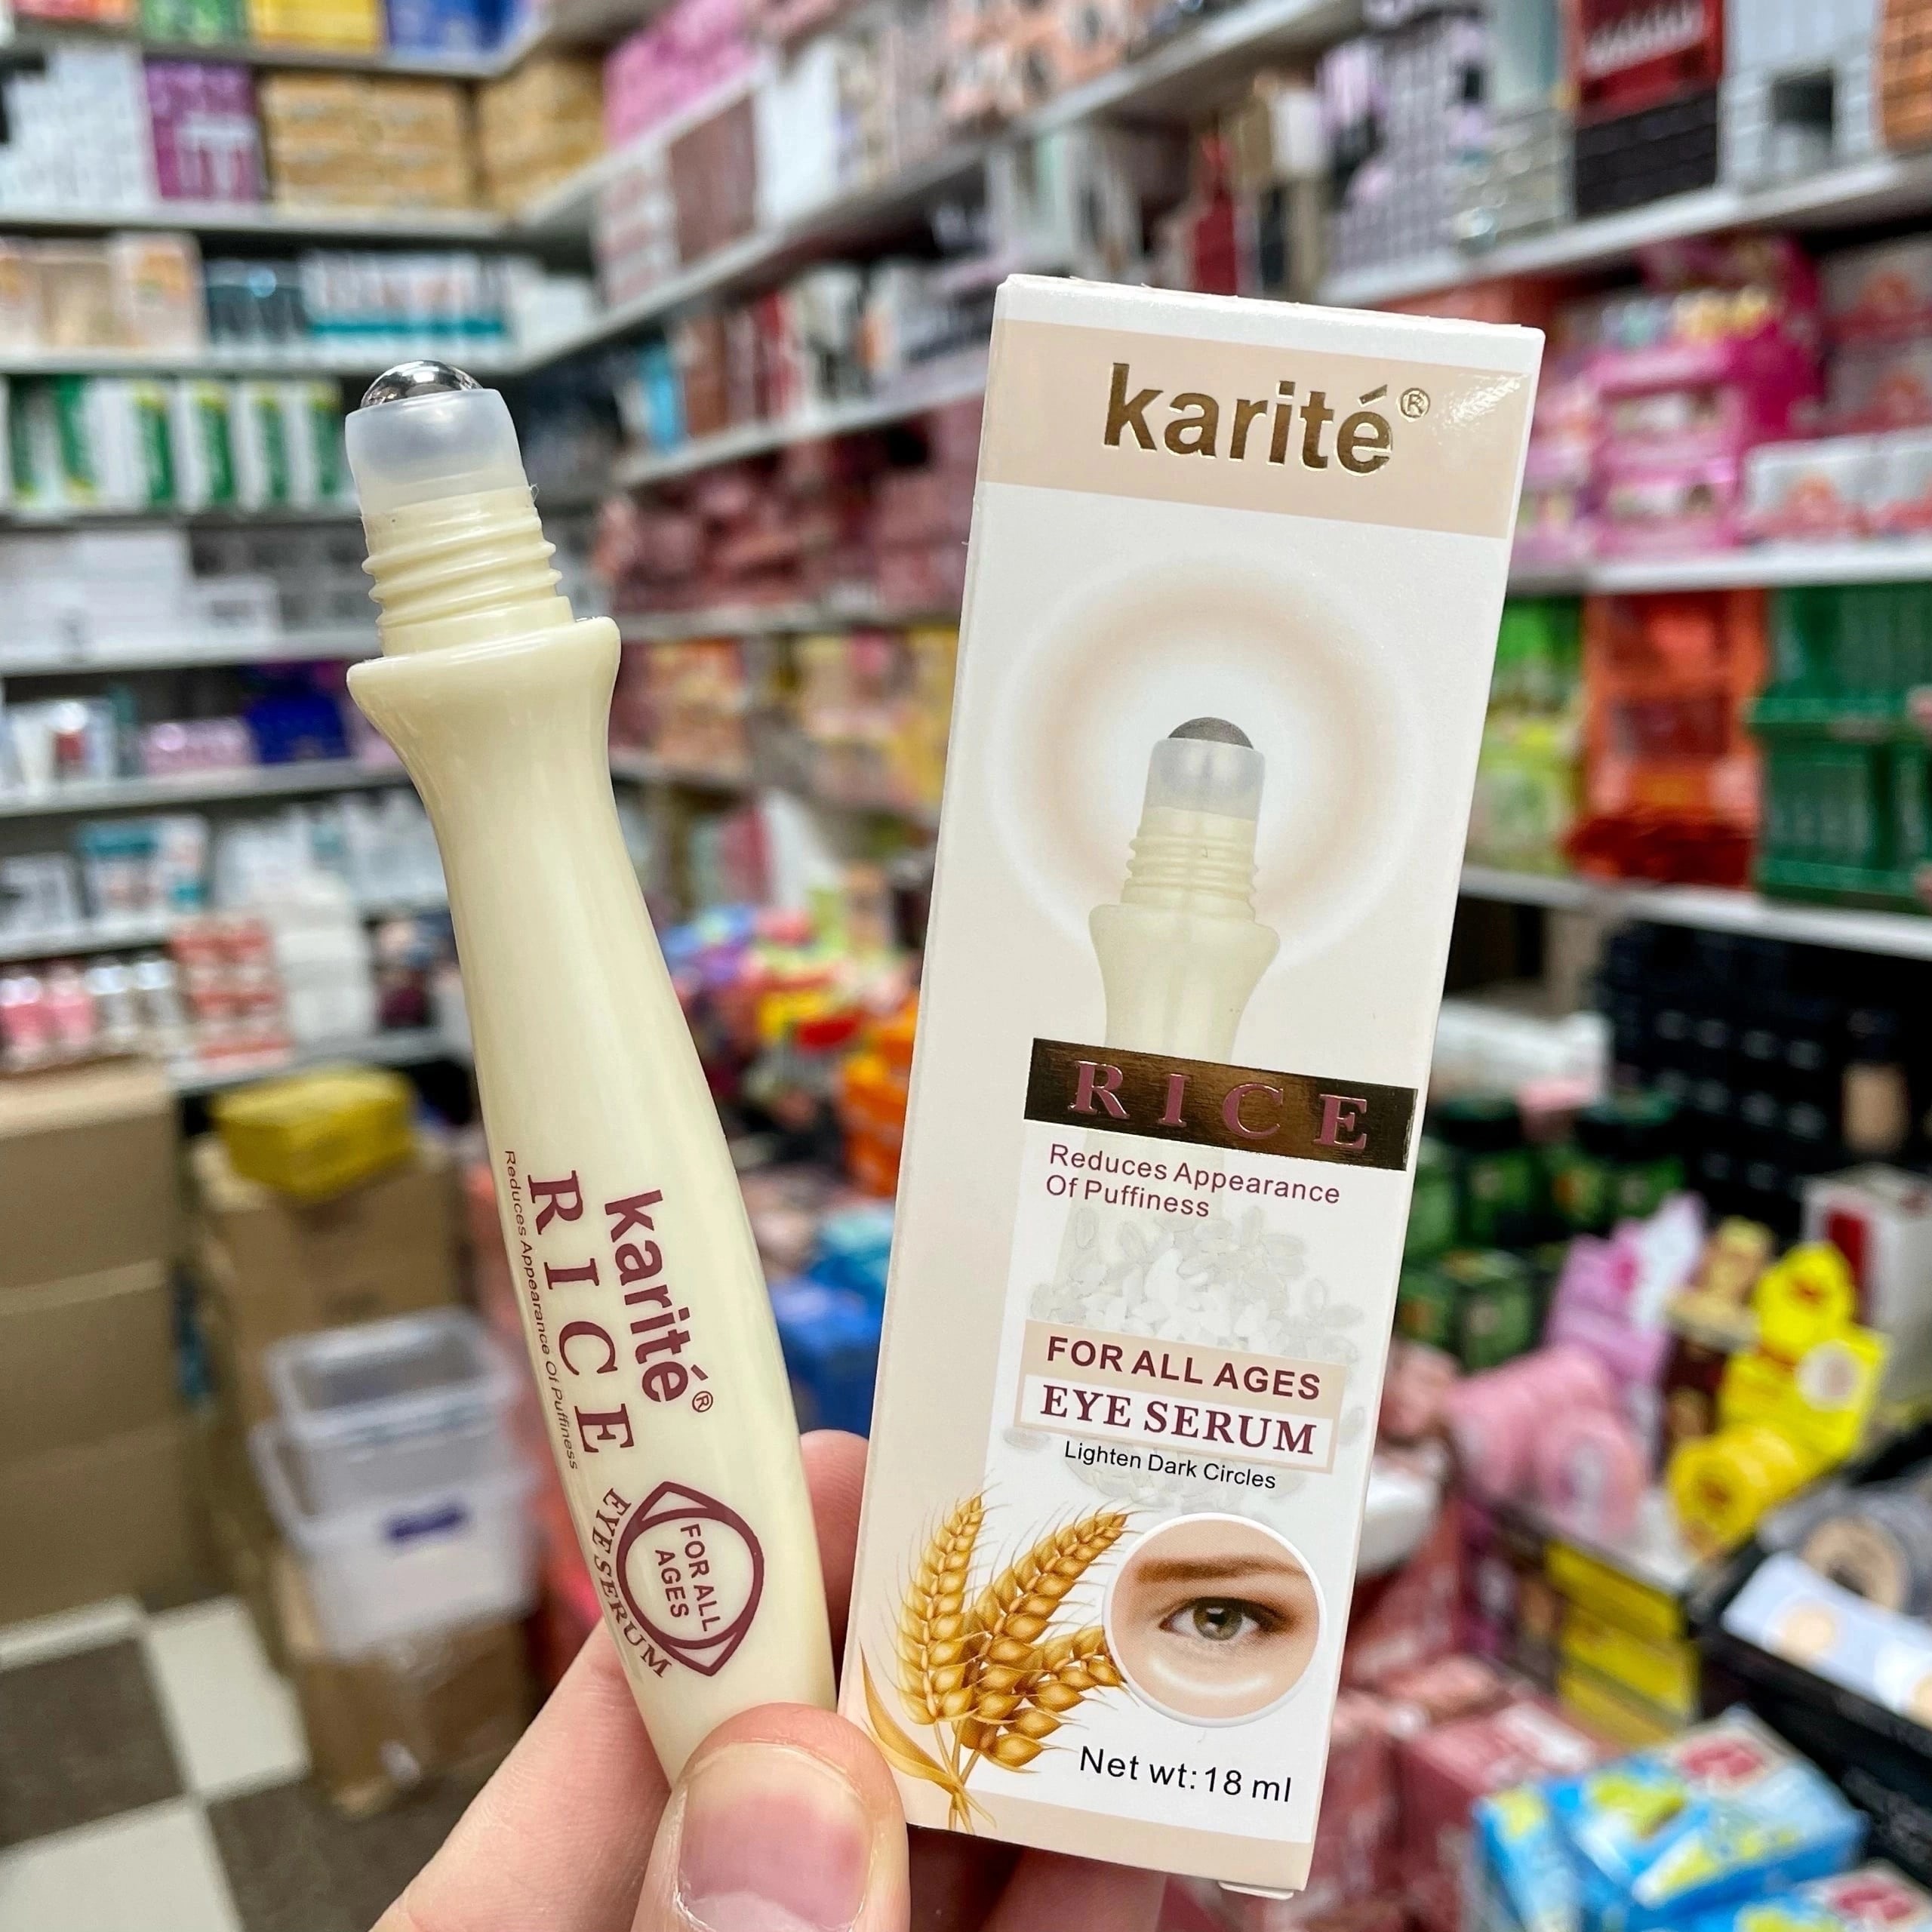 karité®
RICE
Reduces Appearance Of Puffiness
FOR ALL
AGES
EYE SERUM
karité®
RICE
Reduces Appearance
Of Puffiness
FOR ALL AGES
EYE SERUM
Lighten Dark Circles
Net wt:18 ml